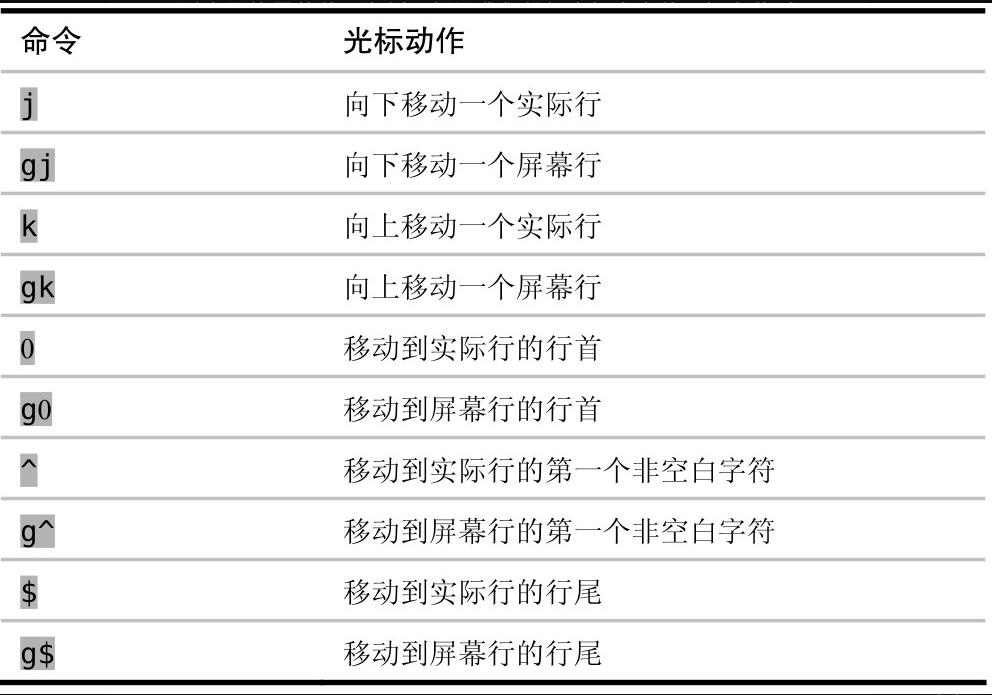 命令 光标动作
j 向下移动一个实际行
gj 向下移动一个屏幕行
k 向上移动一个实际行
gk 向上移动一个屏幕行
0 移动到实际行的行首
g0 移动到屏幕行的行首
^ 移动到实际行的第一个非空白字符
g^ 移动到屏幕行的第一个非空白字符
$ 移动到实际行的行尾
g$ 移动到屏幕行的行尾